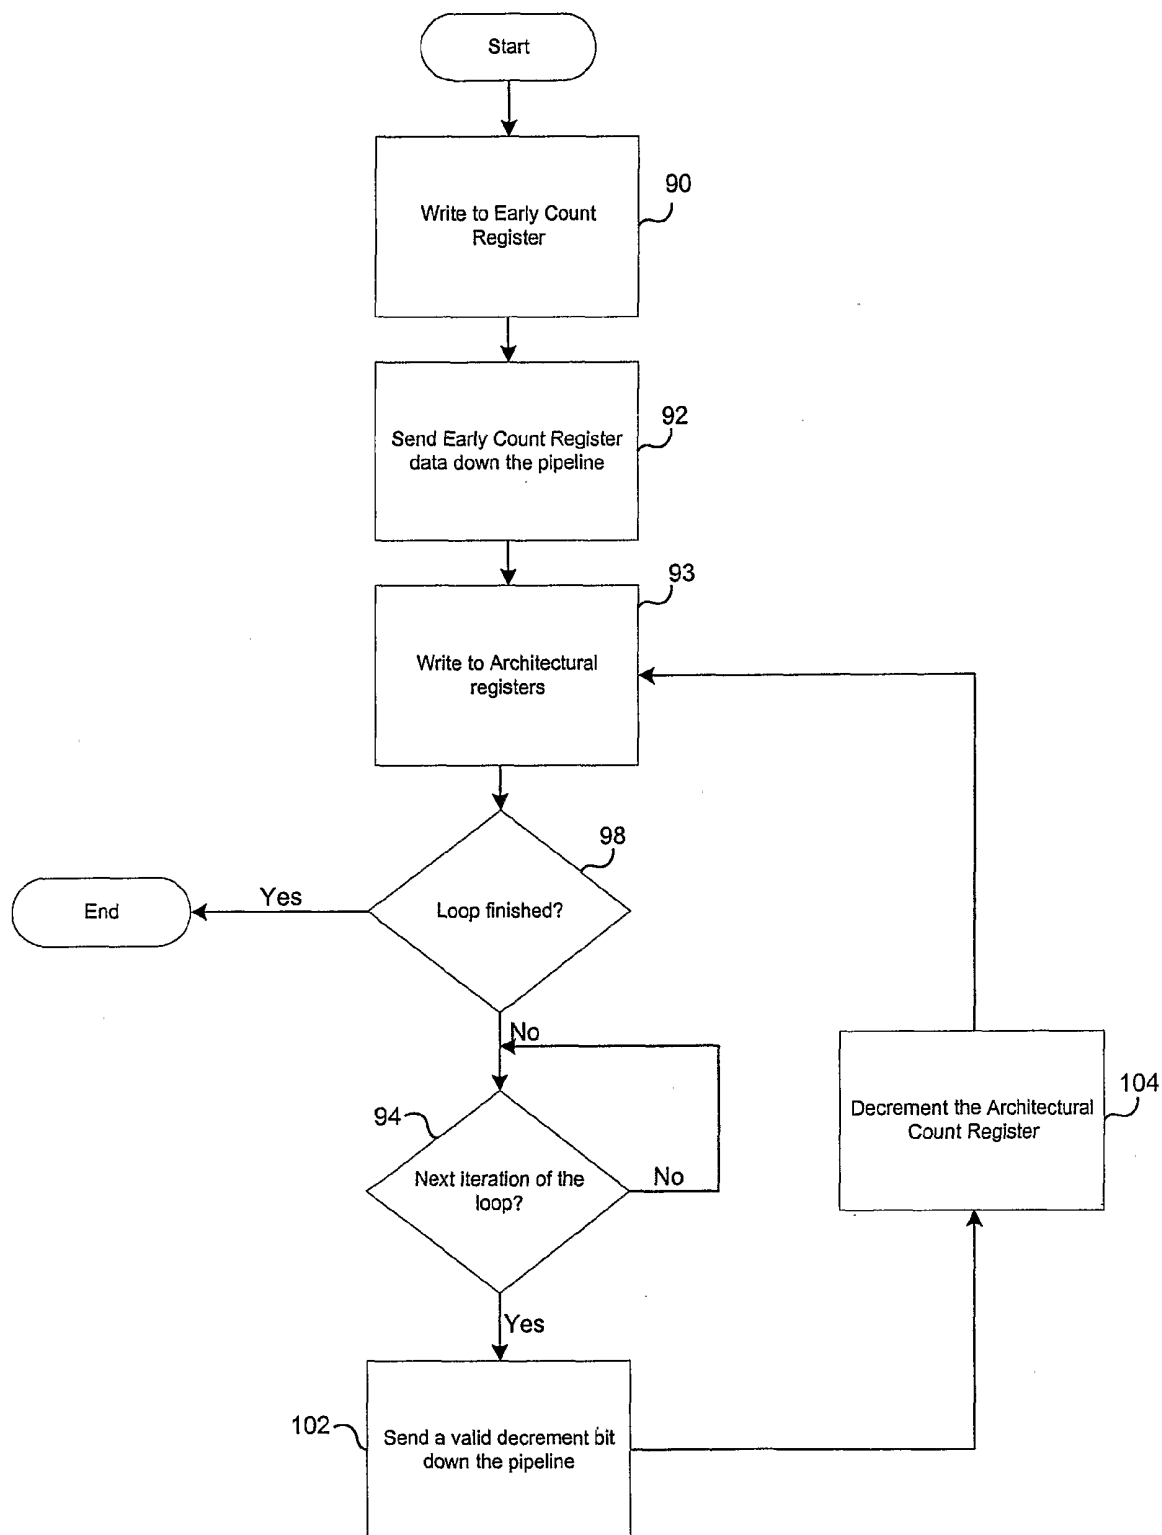 Start
90
Write to Early Count
Register
92
Send Early Count Register
data down the pipeline
93
Write to Architectural
registers
98
Loop finished?
Yes
End
No
94
Next iteration of the
loop?
No
Yes
104
Decrement the Architectural
Count Register
102
Send a valid decrement bit
down the pipeline